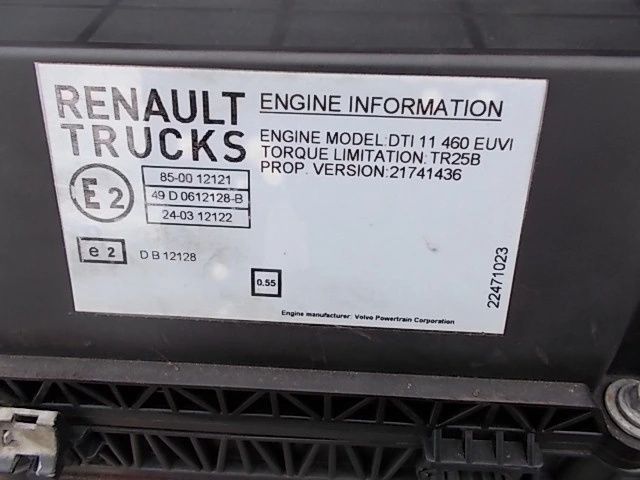 RENAULT
TRUCKS
ENGINE INFORMATION
ENGINE MODEL:DTI 11 460 EUVI
TORQUE LIMITATION:TR25B
PROP. VERSION:21741436
E2
85-00 12121
49 D 0612128-B
24-03 12122
e 2
D B 12128
0.55
Engine manufacturer: Volvo Powertrain Corporation
22471023